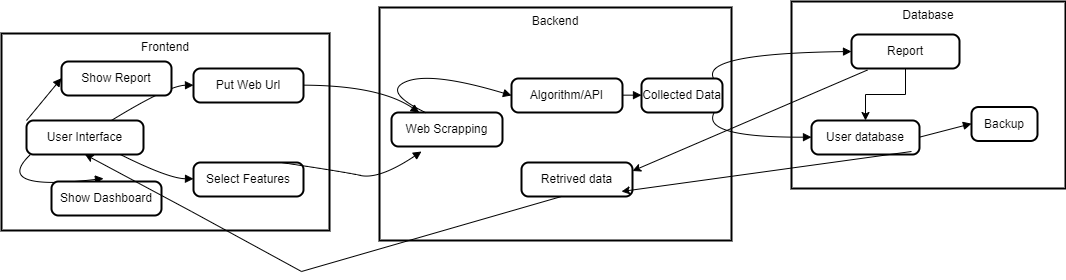 Frontend
Show Report
Put Web Url
User Interface
Select Features
Show Dashboard
Backend
Algorithm/API
Collected Data
Web Scrapping
Retrived data
Database
Report
User database
Backup